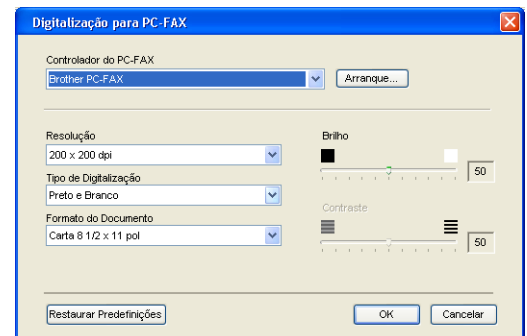 Digitalização para PC-FAX
Controlador do PC-FAX
Brother PC-FAX
Arranque...
Resolução
200 x 200 dpi
Tipo de Digitalização
Preto e Branco
Formato do Documento
Carta 8 1/2 x 11 pol
Brilho
50
Contraste
50
Restaurar Predefinições
OK
Cancelar